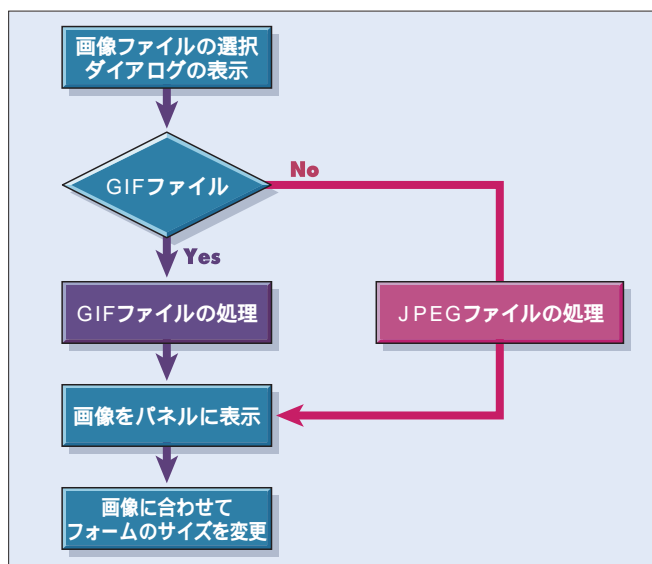 画像ファイルの選択
ダイアログの表示
GIFファイル
No
Yes
GIFファイルの処理
JPEGファイルの処理
画像をパネルに表示
画像に合わせて
フォームのサイズを変更